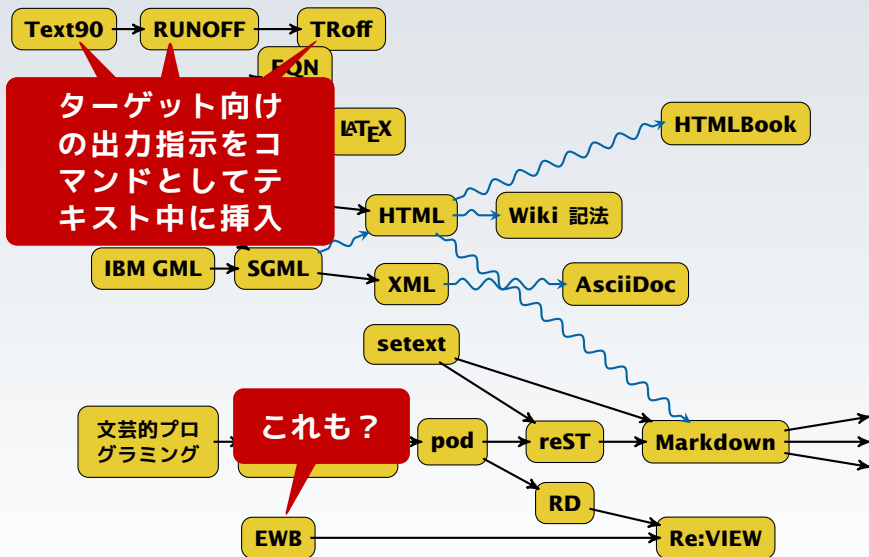 Text90
RUNOFF
TRoff
EQN
ターゲット向け
の出力指示をコ
マンドとしてテ
キスト中に挿入
LATEX
HTMLBook
HTML
Wiki 記法
IBM GML
SGML
XML
AsciiDoc
setext
文芸的プロ
グラミング
これも？
pod
reST
Markdown
RD
EWB
Re:VIEW